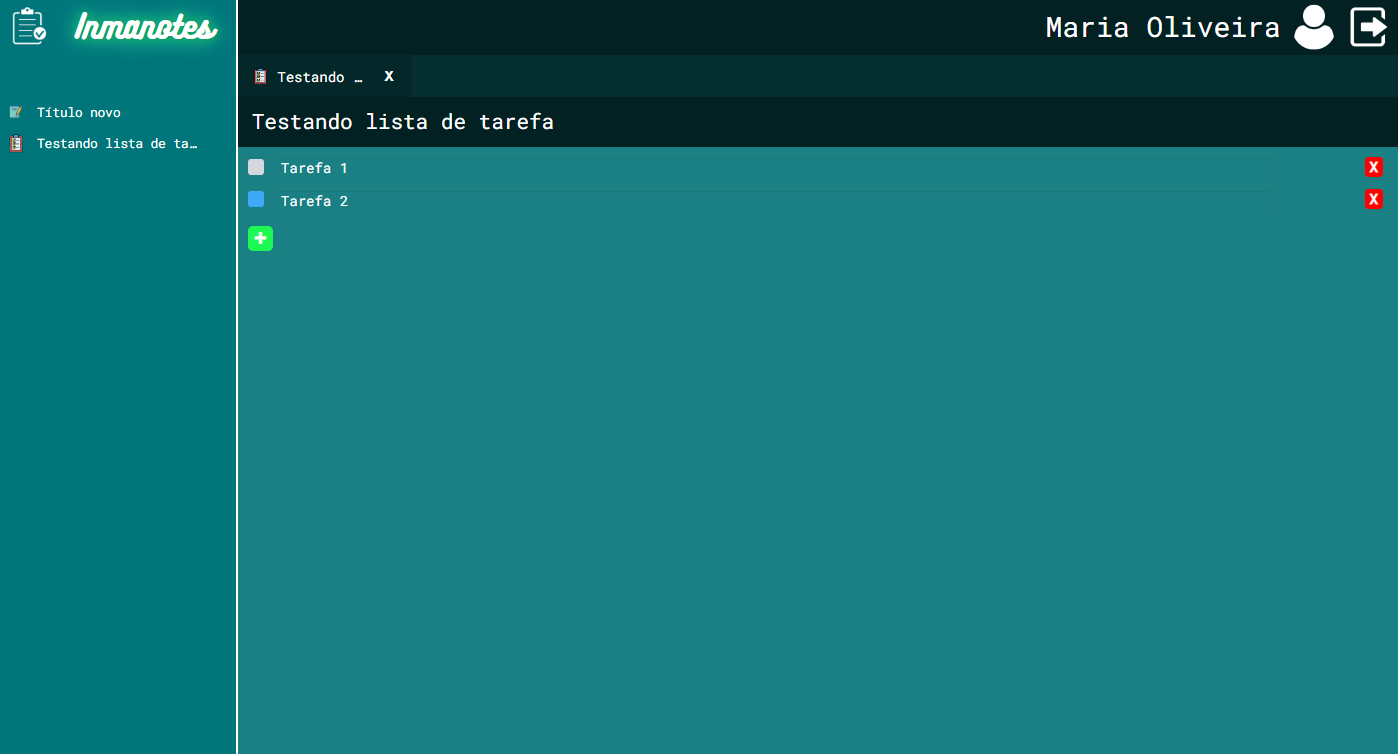 Inmanotes
Maria Oliveira
Título novo
Testando lista de ta…
Testando … X
Testando lista de tarefa
Tarefa 1 X
Tarefa 2 X
+